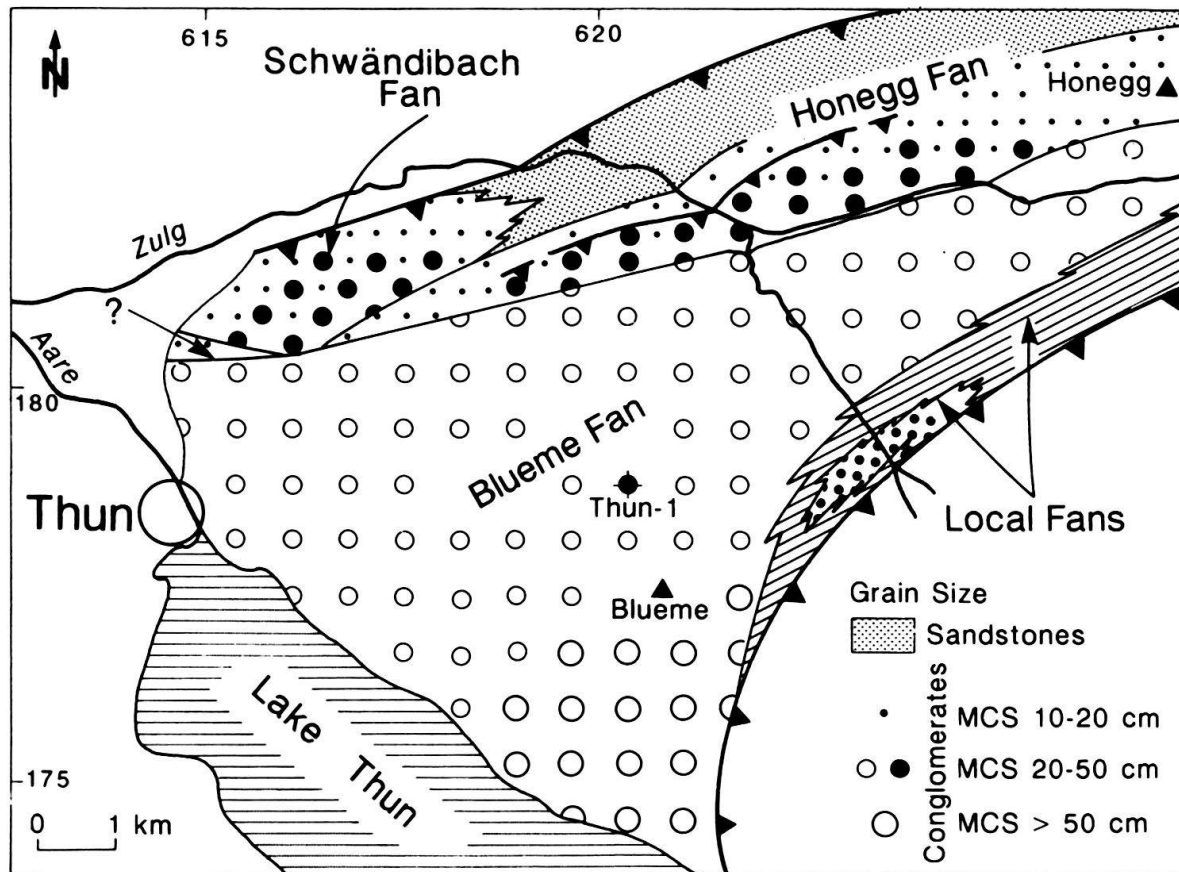 615
620
N
Schwändibach
Fan
Honegg Fan
Honegg
Zulg
?
Aare
180
Blueme Fan
Thun-1
Thun
Local Fans
Blueme
Grain Size
Sandstones
Conglomerates
MCS 10-20 cm
MCS 20-50 cm
MCS > 50 cm
Lake
Thun
175
0 1 km